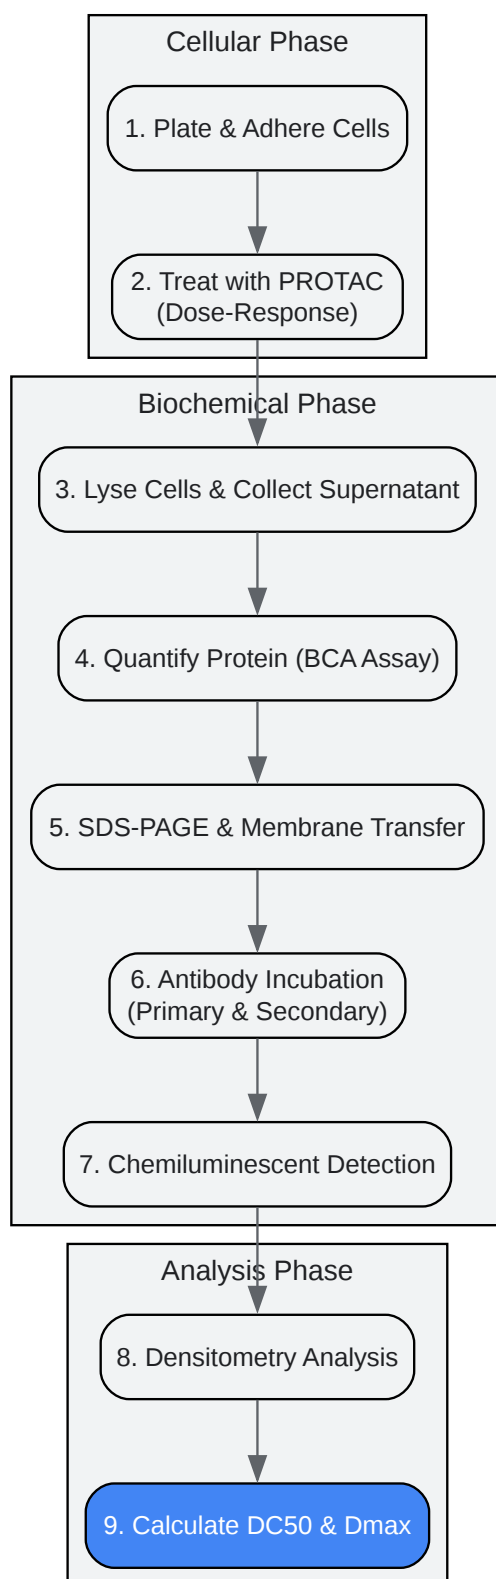 Cellular Phase
1. Plate & Adhere Cells
2. Treat with PROTAC
(Dose-Response)
Biochemical Phase
3. Lyse Cells & Collect Supernatant
4. Quantify Protein (BCA Assay)
5. SDS-PAGE & Membrane Transfer
6. Antibody Incubation
(Primary & Secondary)
7. Chemiluminescent Detection
Analysis Phase
8. Densitometry Analysis
9. Calculate DC50 & Dmax